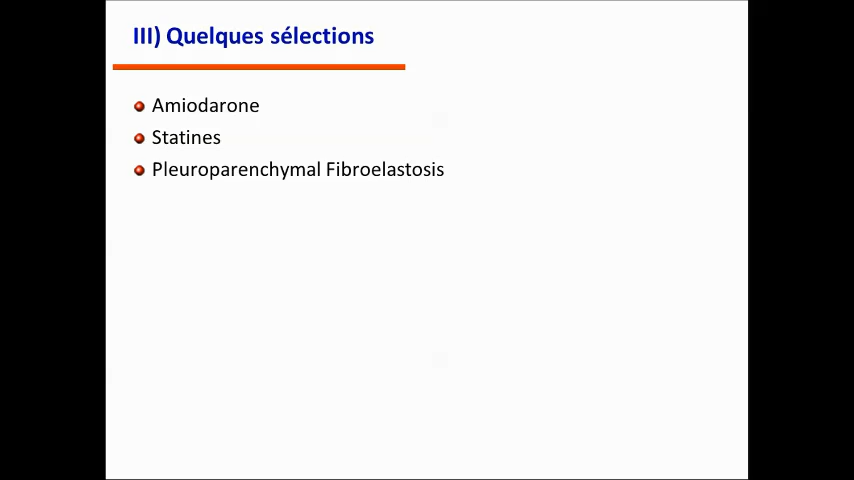 III) Quelques sélections
Amiodarone
Statines
Pleuroparenchymal Fibroelastosis